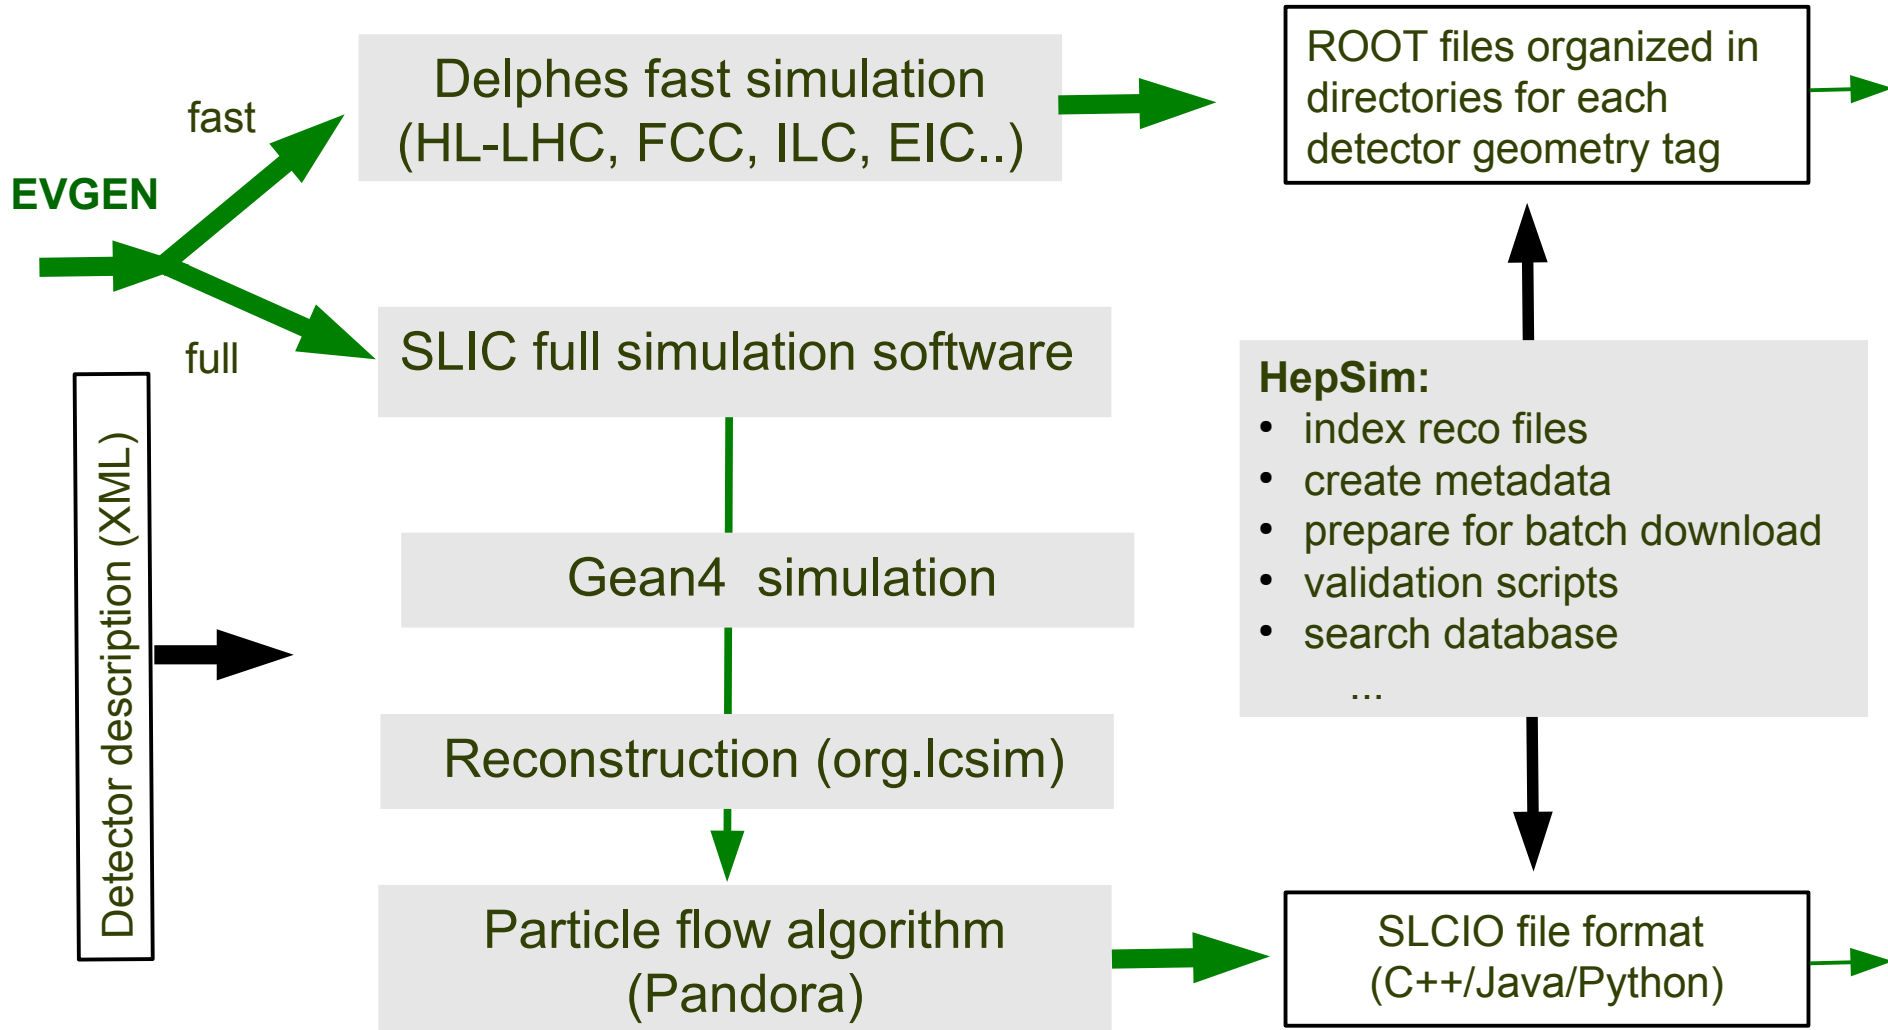 EVGEN
fast
full
Delphes fast simulation
(HL-LHC, FCC, ILC, EIC..)
ROOT files organized in
directories for each
detector geometry tag
SLIC full simulation software
Gean4 simulation
Reconstruction (org.lcsim)
Particle flow algorithm
(Pandora)
Detector description (XML)
HepSim:
• index reco files
• create metadata
• prepare for batch download
• validation scripts
• search database
...
SLCIO file format
(C++/Java/Python)